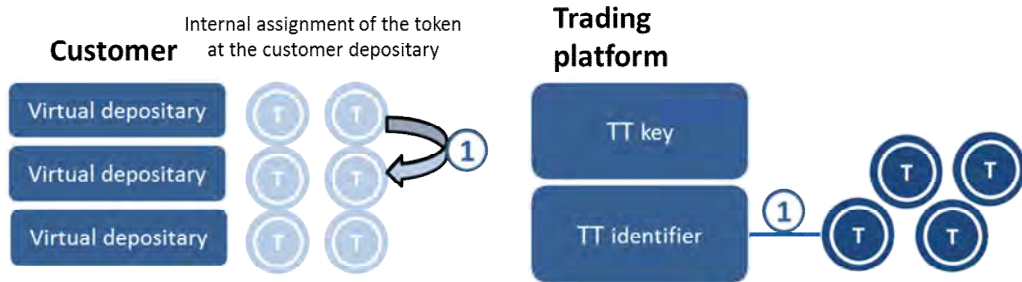 Customer
Internal assignment of the token
at the customer depositary
Virtual depositary
T T
1
Virtual depositary
T T
Virtual depositary
T T
Trading
platform
TT key
TT identifier
1
T
T
T
T